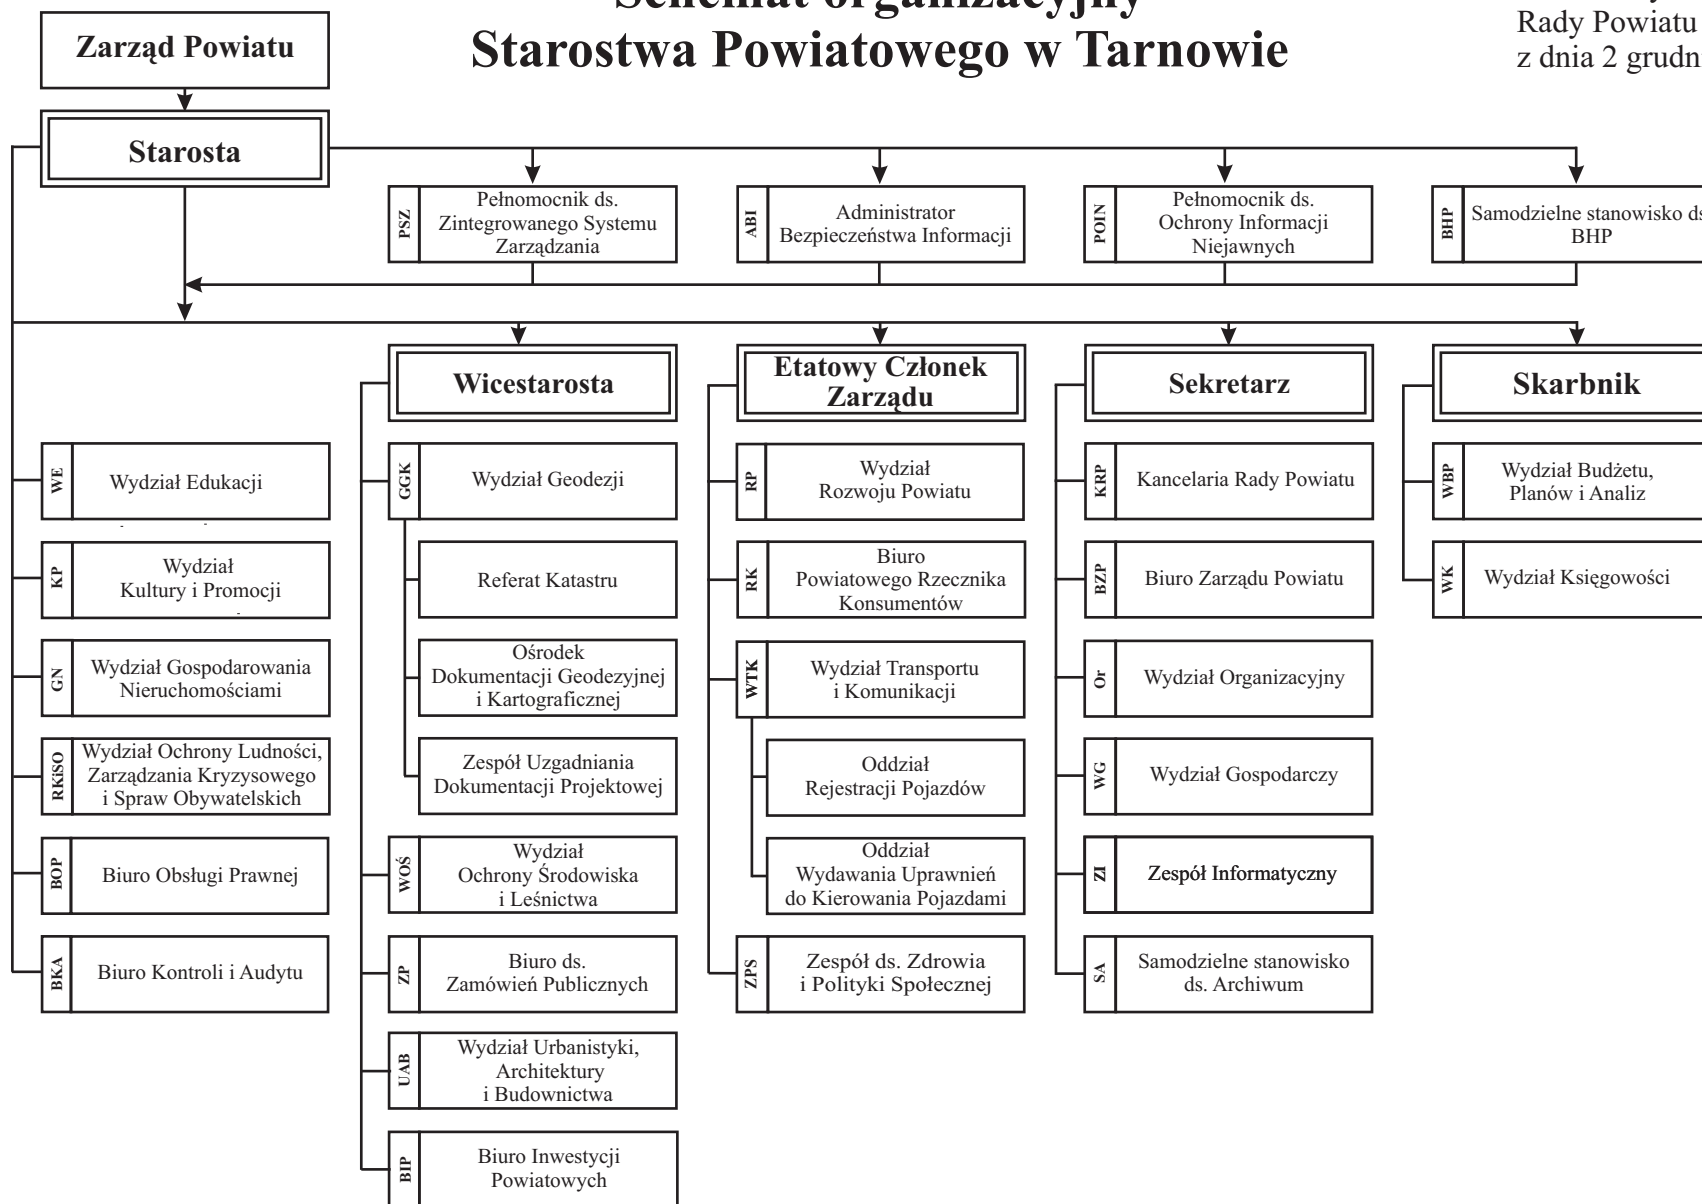 Schemat organizacyjny
Starostwa Powiatowego w Tarnowie
Rady Powiatu
z dnia 2
Zarząd Powiatu
Starosta
PSZ
Pełnomocnik ds.
Zintegrowanego Systemu
Zarządzania
ABI
Administrator
Bezpieczeństwa Informacji
POIN
Pełnomocnik ds.
Ochrony Informacji
Niejawnych
BHP
Samodzielne stanowisko ds
BHP
Wicestarosta
Etatowy Członek
Zarządu
Sekretarz
Skarbnik
WE
Wydział Edukacji
KP
Wydział
Kultury i Promocji
GN
Wydział Gospodarowania
Nieruchomościami
RKiSO
Wydział Ochrony Ludności,
Zarządzania Kryzysowego
i Spraw Obywatelskich
BOP
Biuro Obsługi Prawnej
BKA
Biuro Kontroli i Audytu
GGK
Wydział Geodezji
Referat Katastru
Ośrodek
Dokumentacji Geodezyjnej
i Kartograficznej
Zespół Uzgadniania
Dokumentacji Projektowej
WOŚ
Wydział
Ochrony Środowiska
i Leśnictwa
ZP
Biuro ds.
Zamówień Publicznych
UAB
Wydział Urbanistyki,
Architektury
i Budownictwa
BIP
Biuro Inwestycji
Powiatowych
RP
Wydział
Rozwoju Powiatu
RK
Biuro
Powiatowego Rzecznika
Konsumentów
WTK
Wydział Transportu
i Komunikacji
Oddział
Rejestracji Pojazdów
Oddział
Wydawania Uprawnień
do Kierowania Pojazdami
ZPS
Zespół ds. Zdrowia
i Polityki Społecznej
KRP
Kancelaria Rady Powiatu
BZP
Biuro Zarządu Powiatu
Or
Wydział Organizacyjny
WG
Wydział Gospodarczy
ZI
Zespół Informatyczny
SA
Samodzielne stanowisko
ds. Archiwum
WBP
Wydział Budżetu,
Planów i Analiz
WK
Wydział Księgowości